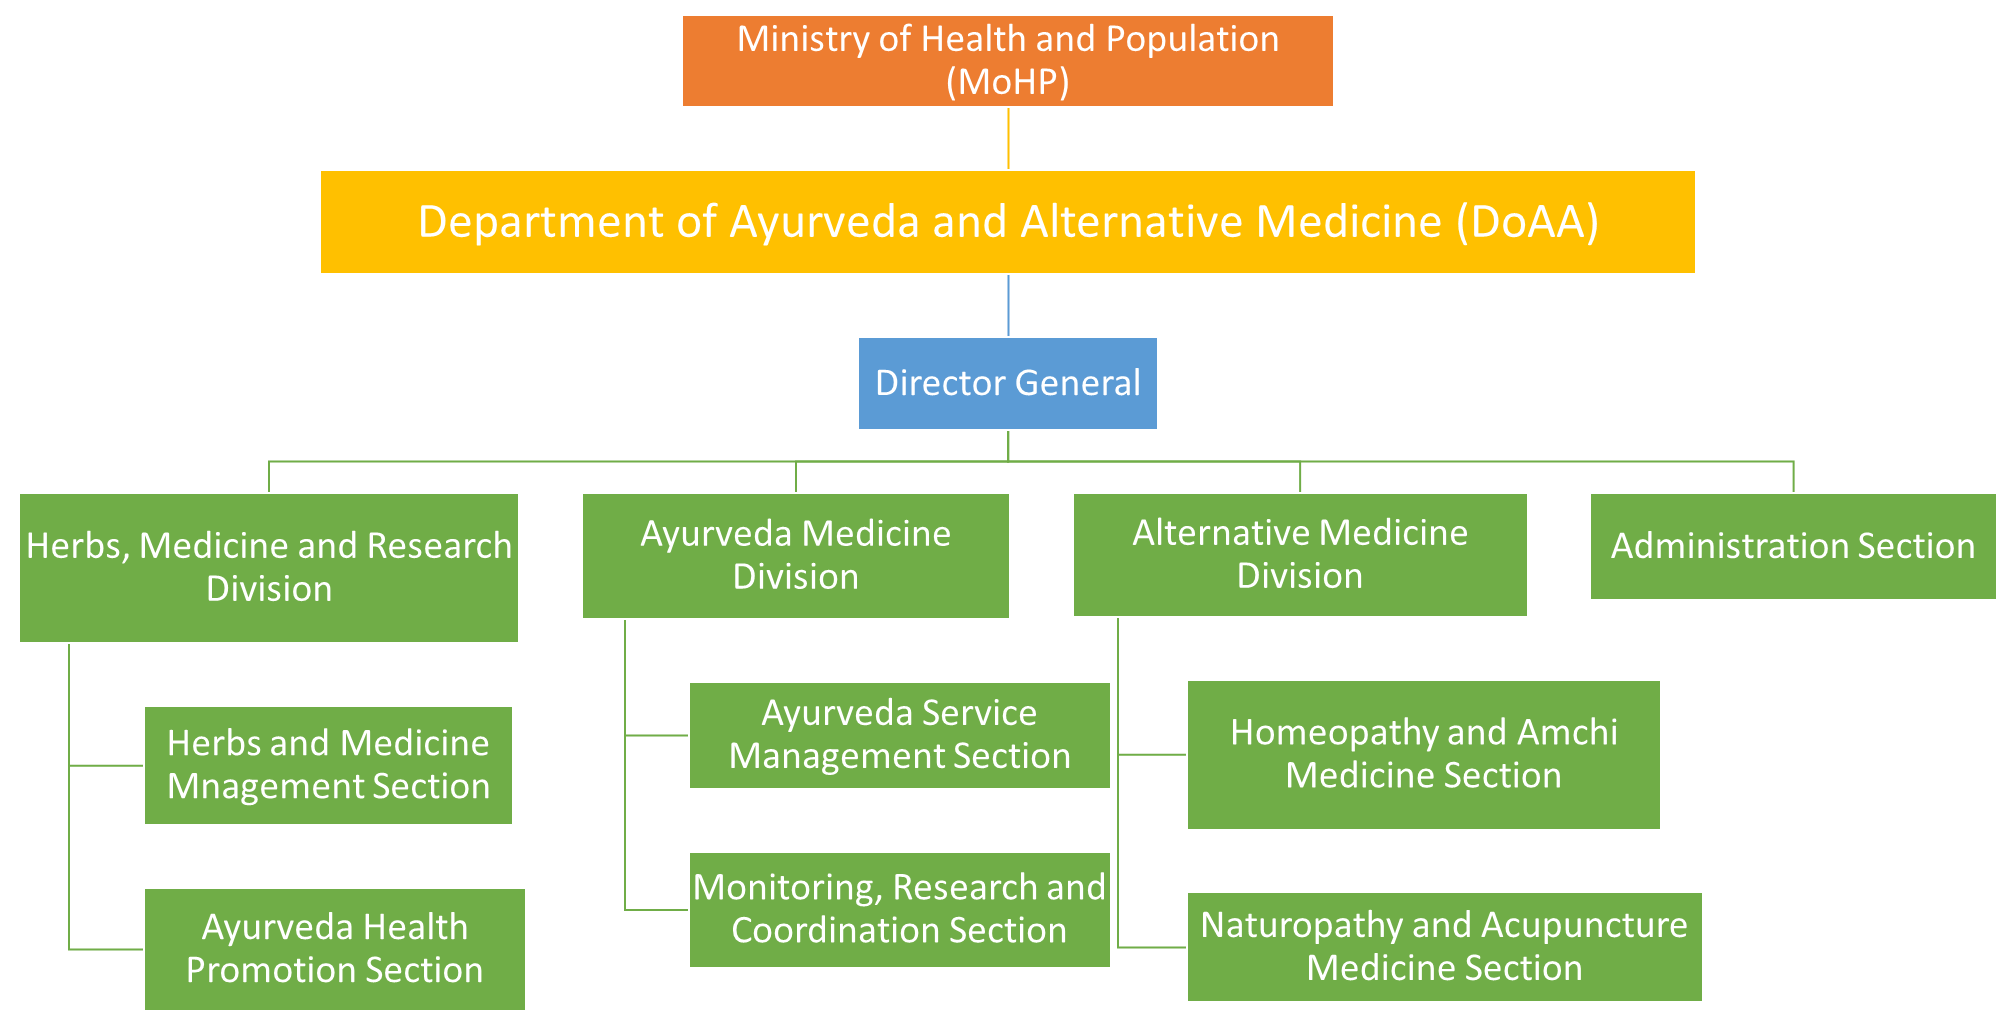 Ministry of Health and Population
(MoHP)
Department of Ayurveda and Alternative Medicine (DoAA)
Director General
Herbs, Medicine and Research
Division
Ayurveda Medicine
Division
Alternative Medicine
Division
Administration Section
Herbs and Medicine
Mnagement Section
Ayurveda Health
Promotion Section
Ayurveda Service
Management Section
Monitoring, Research and
Coordination Section
Homeopathy and Amchi
Medicine Section
Naturopathy and Acupuncture
Medicine Section